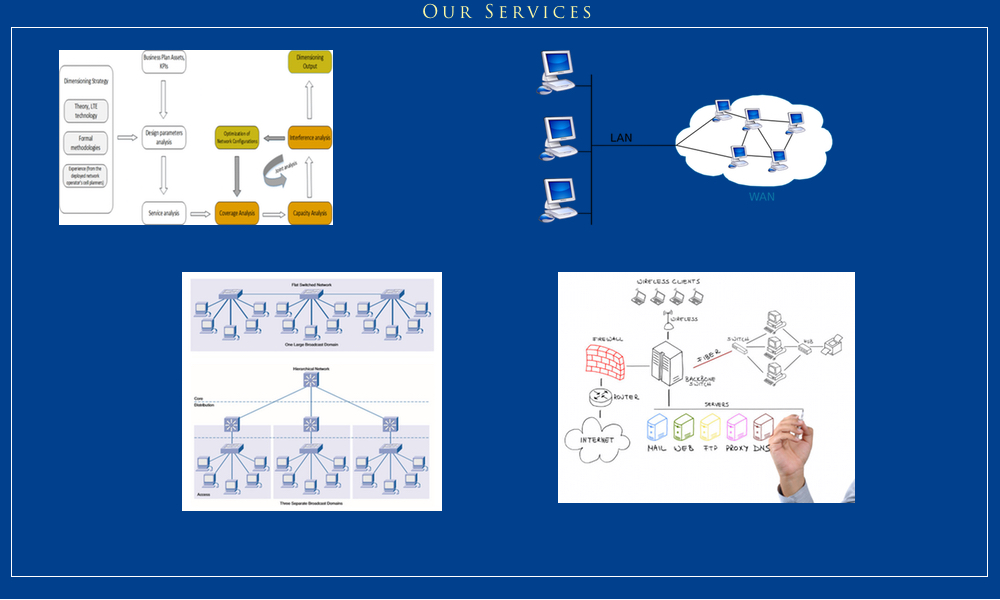 Our Services
Business Plan Assets,
KPIs
Dimensioning
Output
Dimensioning Strategy
Theory, LTE
technology
Formal
methodologies
Experience (from the
deployed network
operator's cell planners)
Design parameters
analysis
Optimization of
Network Configurations
Interference analysis
Joint analysis
Service analysis
Coverage Analysis
Capacity Analysis
LAN
WAN
Flat Switched Network
One Large Broadcast Domain
Hierarchical Network
Core
Distribution
Access
Three Separate Broadcast Domains
WIRELESS CLIENTS
WIRELESS
FIREWALL
FIBER
SWITCH
HUB
BACKBONE
SWITCH
ROUTER
SERVERS
INTERNET
MAIL WEB FTP PROXY DNS